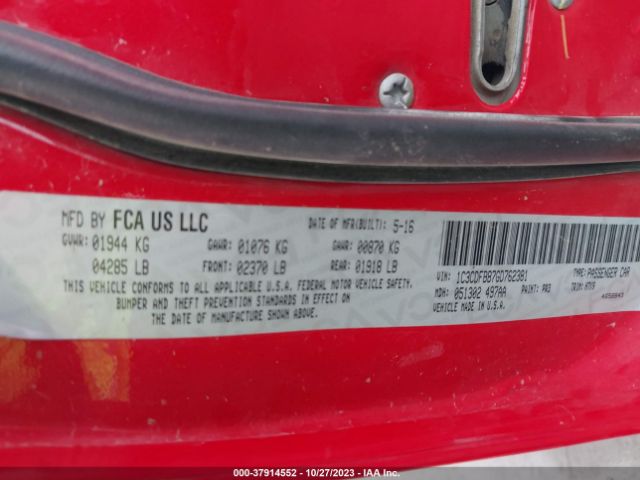 MFD BY FCA US LLC
DATE OF MFR(BUILT): 5-16
GVWR: 01944 KG
GAWR: 01076 KG
GAWR: 00870 KG
04285 LB
FRONT: 02370 LB
REAR: 01918 LB
THIS VEHICLE CONFORMS TO ALL APPLICABLE U.S.A. FEDERAL MOTOR VEHICLE SAFETY,
BUMPER AND THEFT PREVENTION STANDARDS IN EFFECT ON
THE DATE OF MANUFACTURE SHOWN ABOVE.
VIN: 1C3CDFBB7GD762381
TYPE: PASSENGER CAR
MDH: 051302 497AA
PAINT: PR3
TRIM:
VEHICLE MADE IN U.S.A.
000-37914552 | 10/27/2023 | IAA Inc.